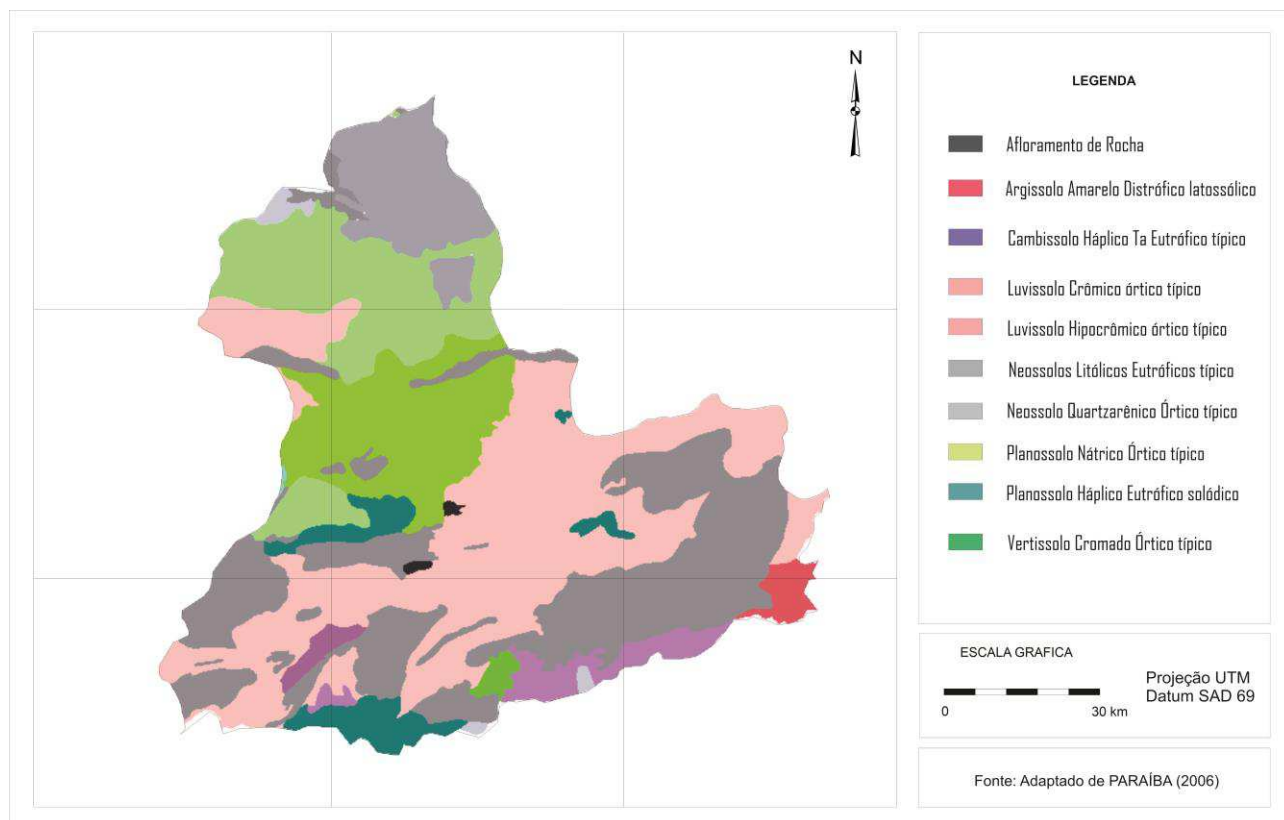 N
LEGENDA
Afloramento de Rocha
Argissolo Amarelo Distrófico latossólico
Cambissolo Háplico Ta Eutrófico típico
Luvissolo Crômico órtico típico
Luvissolo Hipocrômico órtico típico
Neossolos Litólicos Eutróficos típico
Neossolo Quartzarênico Órtico típico
Planossolo Nátrico Órtico típico
Planossolo Háplico Eutrófico solódico
Vertissolo Cromado Órtico típico
ESCALA GRAFICA
0 30 km
Projeção UTM
Datum SAD 69
Fonte: Adaptado de PARAÍBA (2006)